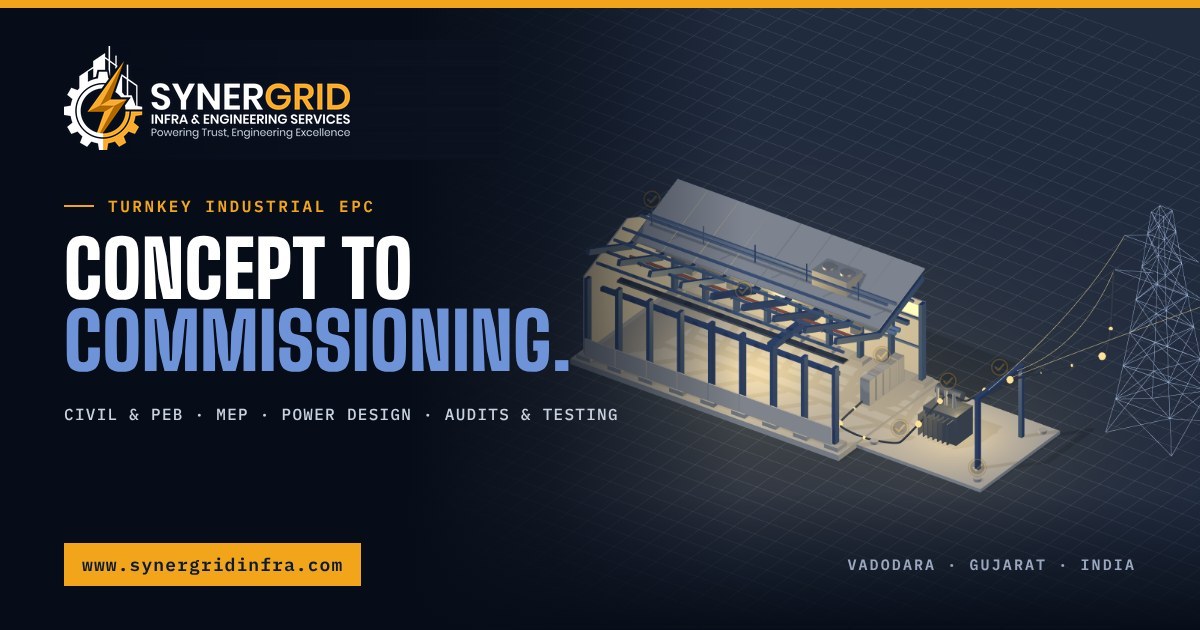 SYNERGRID
INFRA & ENGINEERING SERVICES
Powering Trust, Engineering Excellence
TURNKEY INDUSTRIAL EPC
CONCEPT TO
COMMISSIONING.
CIVIL & PEB · MEP · POWER DESIGN · AUDITS & TESTING
www.synergridinfra.com
VADODARA · GUJARAT · INDIA